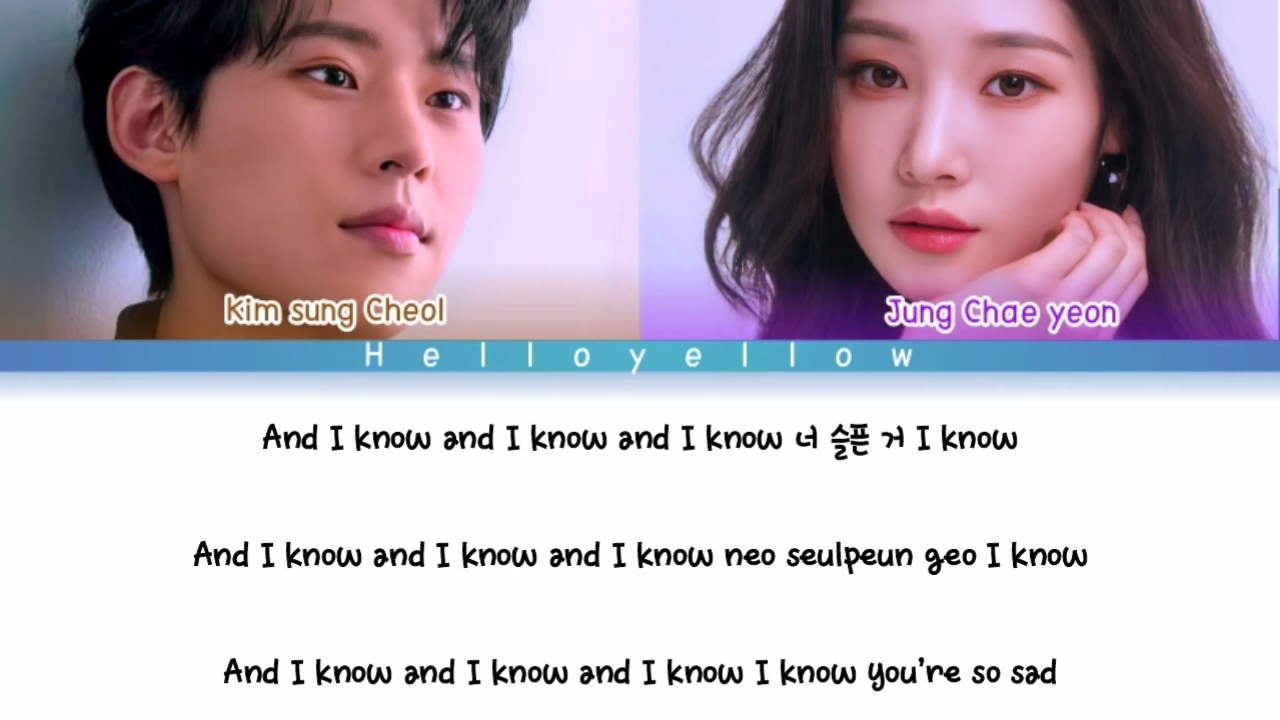 Kim sung Cheol
Jung Chae yeon
Helloyellow
And I know and I know and I know 너 슬픈 거 I know
And I know and I know and I know neo seulpeun geo I know
And I know and I know and I know I know you're so sad